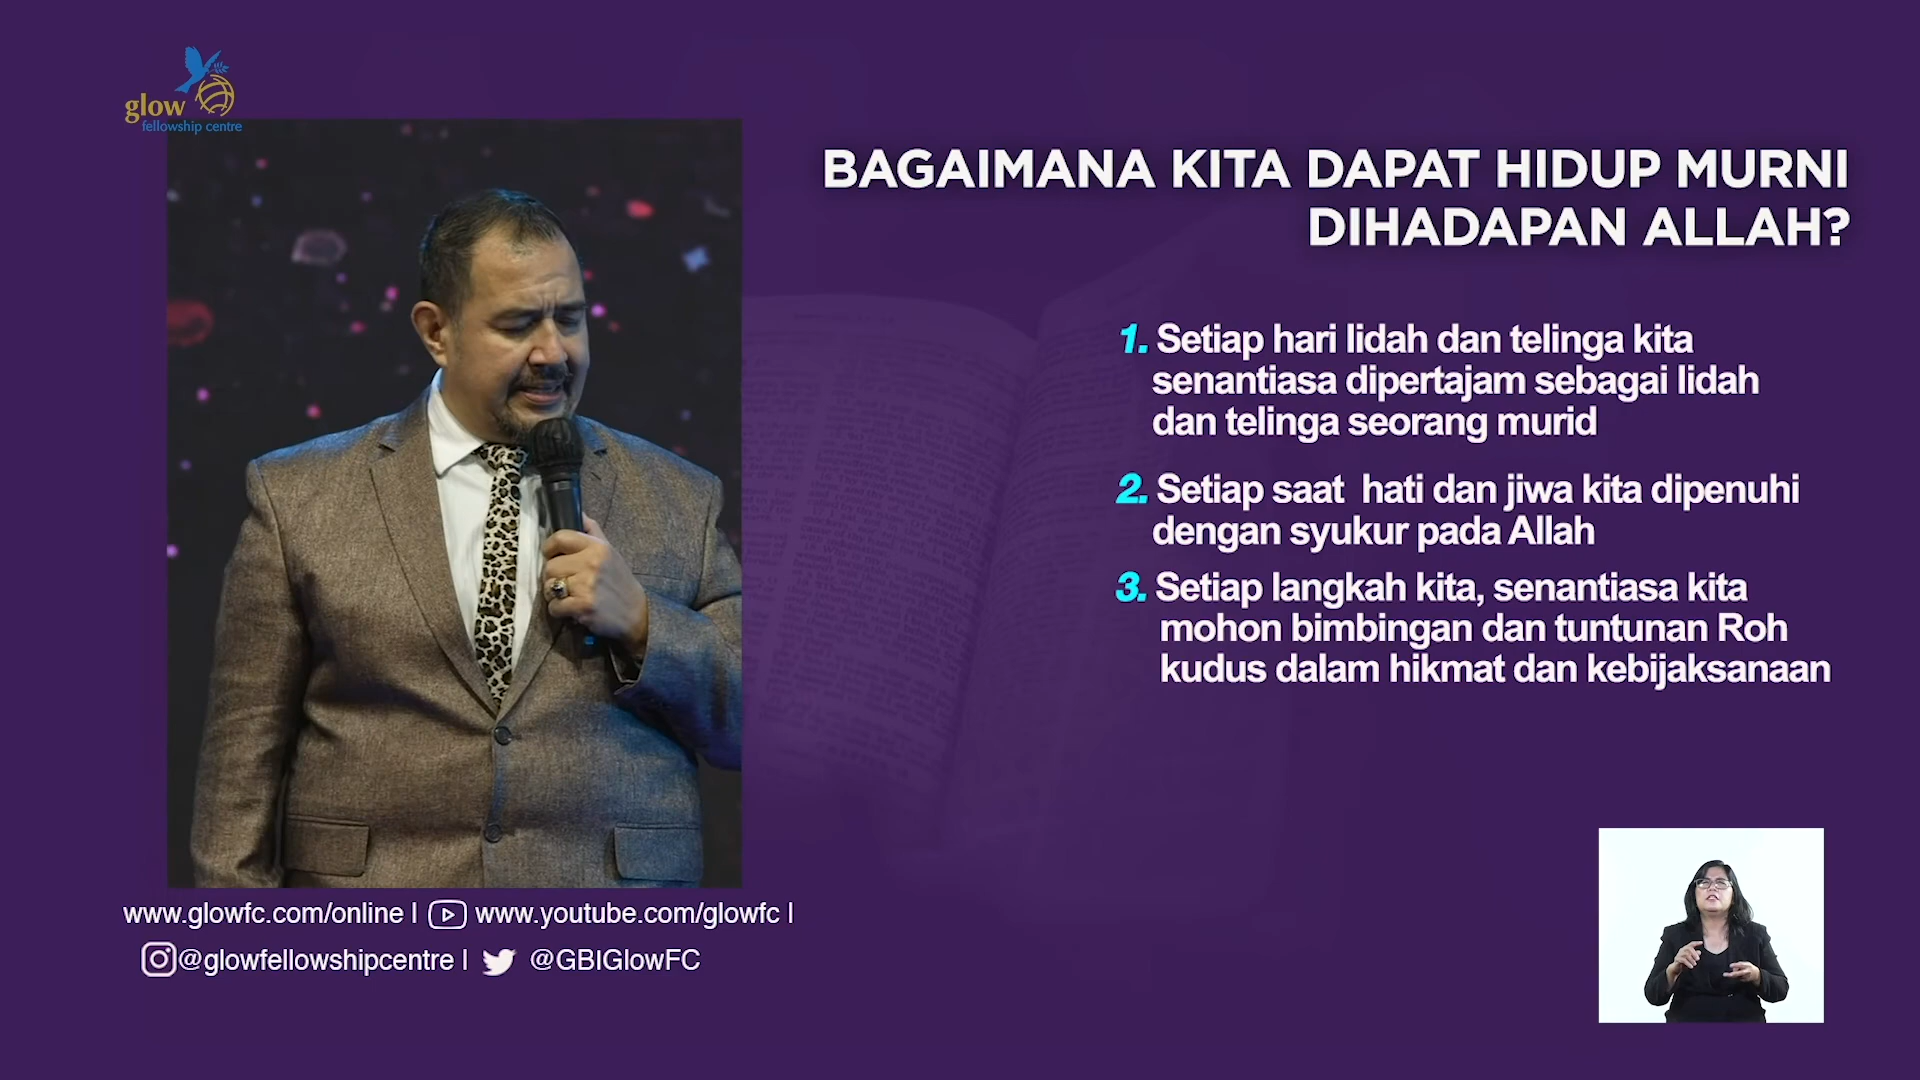 glow
fellowship centre
BAGAIMANA KITA DAPAT HIDUP MURNI
DIHADAPAN ALLAH?
1. Setiap hari lidah dan telinga kita
senantiasa dipertajam sebagai lidah
dan telinga seorang murid
2. Setiap saat hati dan jiwa kita dipenuhi
dengan syukur pada Allah
3. Setiap langkah kita, senantiasa kita
mohon bimbingan dan tuntunan Roh
kudus dalam hikmat dan kebijaksanaan
www.glowfc.com/online | www.youtube.com/glowfc |
@glowfellowshipcentre | @GBIGlowFC